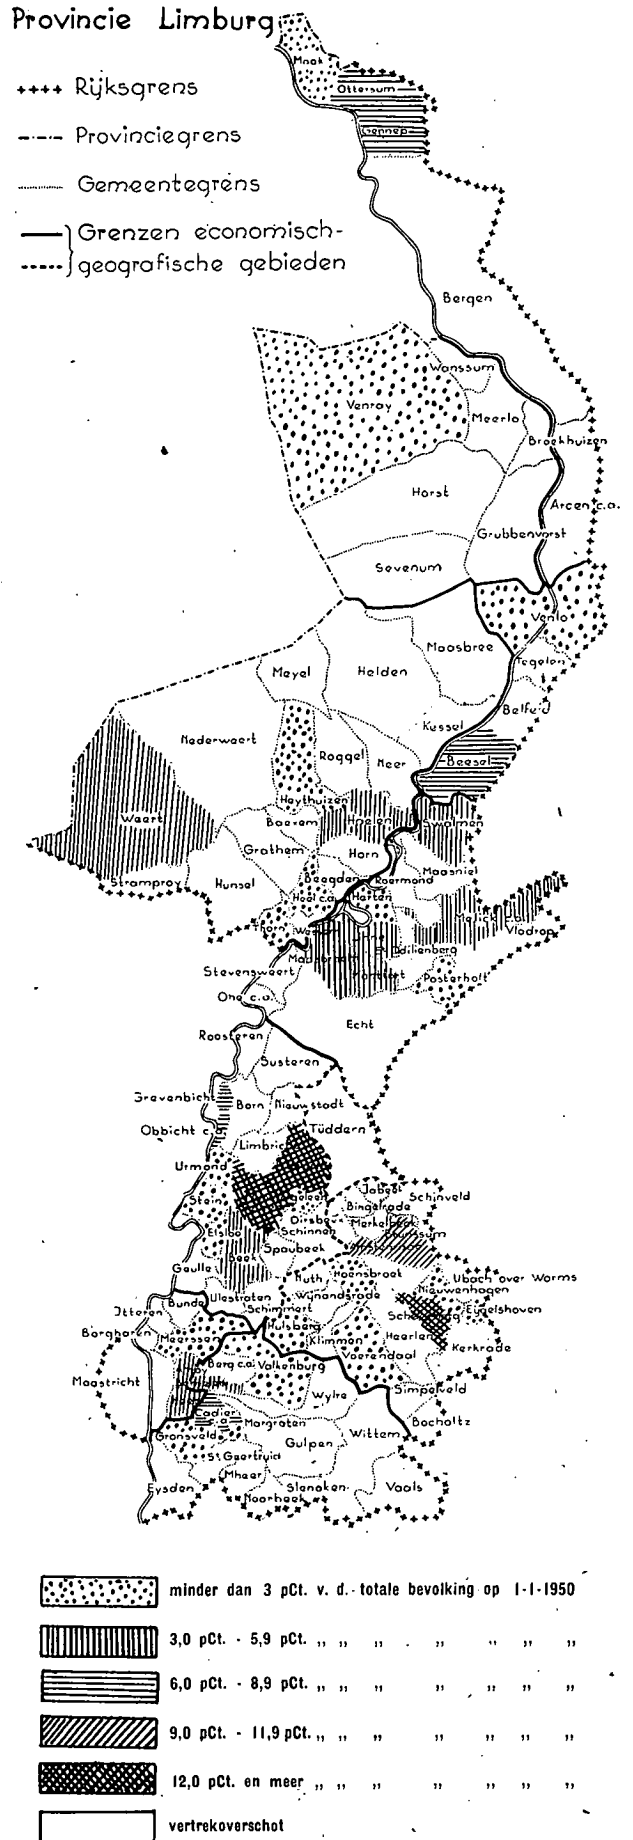 Provincie Limburg
Rijksgrens
Provinciegrens
Gemeentegrens
Grenzen economisch-
geografische gebieden
Mook
Ottersum
Gennep
Bergen
Wanssum
Venray
Meerlo
Broekhuizen
Horst
Arcen c.a.
Grubbenvorst
Sevenum
Venlo
Maasbree
Tegelen
Meyel
Helden
Belfeld
Kessel
Nederweert
Roggel
Neer
Beesel
Heythuizen
Weert
Baexem
Haelen
Swalmen
Grathem
Horn
Maasniel
Stramproy
Hunsel
Beegden
Roermond
Heel c.a.
Herten
Melick c.a.
Thorn
Vlodrop
Odiliënberg
Stevensweert
Montfort
Posterholt
Ohé c.a.
Echt
Roosteren
Susteren
Grevenbicht
Born
Nieuwstadt
Obbicht c.a.
Tüddern
Limbricht
Urmond
Jabeek
Schinveld
Stein
Geleen
Bingelrade
Merkelbeek
Brunssum
Elsloo
Schinnen
Beek
Spaubeek
Geulle
Nuth
Hoensbroek
Ubach over Worms
Nieuwenhagen
Ulestraten
Wijnandsrade
Bunde
Schimmert
Eygelshoven
Itteren
Hulsberg
Borgharen
Meerssen
Klimmen
Heerlen
Kerkrade
Berg c.a.
Valkenburg
Voerendaal
Maastricht
Wylre
Simpelveld
Cadier
Bocholtz
Margraten
Gronsveld
Wittem
Gulpen
St. Geertruid
Mheer
Eysden
Slenaken
Vaals
Noorbeek
minder dan 3 pCt. v. d. totale bevolking op 1-1-1950
3,0 pCt. - 5,9 pCt. ,, ,, ,, ,, ,, ,, ,,
6,0 pCt. - 8,9 pCt. ,, ,, ,, ,, ,, ,, ,,
9,0 pCt. - 11,9 pCt. ,, ,, ,, ,, ,, ,, ,,
12,0 pCt. en meer ,, ,, ,, ,, ,, ,, ,,
vertrekoverschot